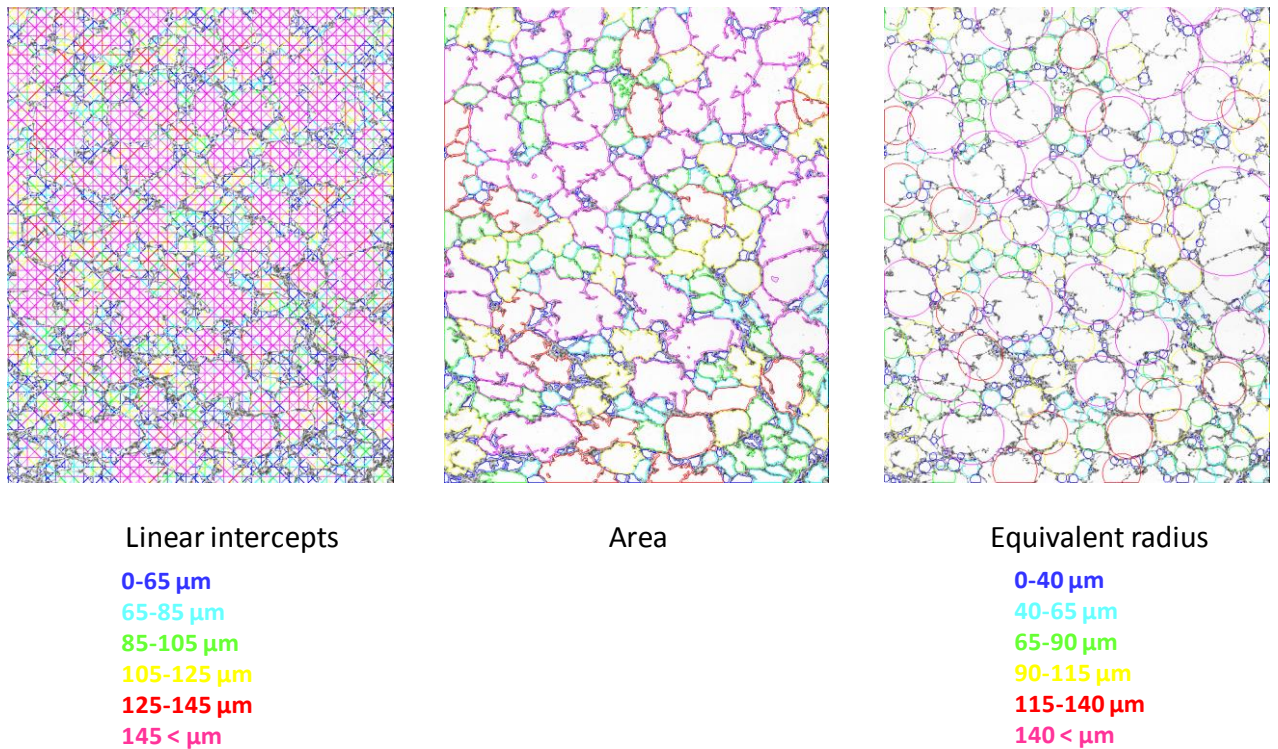 Linear intercepts
Area
Equivalent radius
0-65 µm
65-85 µm
85-105 µm
105-125 µm
125-145 µm
145 < µm
0-40 µm
40-65 µm
65-90 µm
90-115 µm
115-140 µm
140 < µm